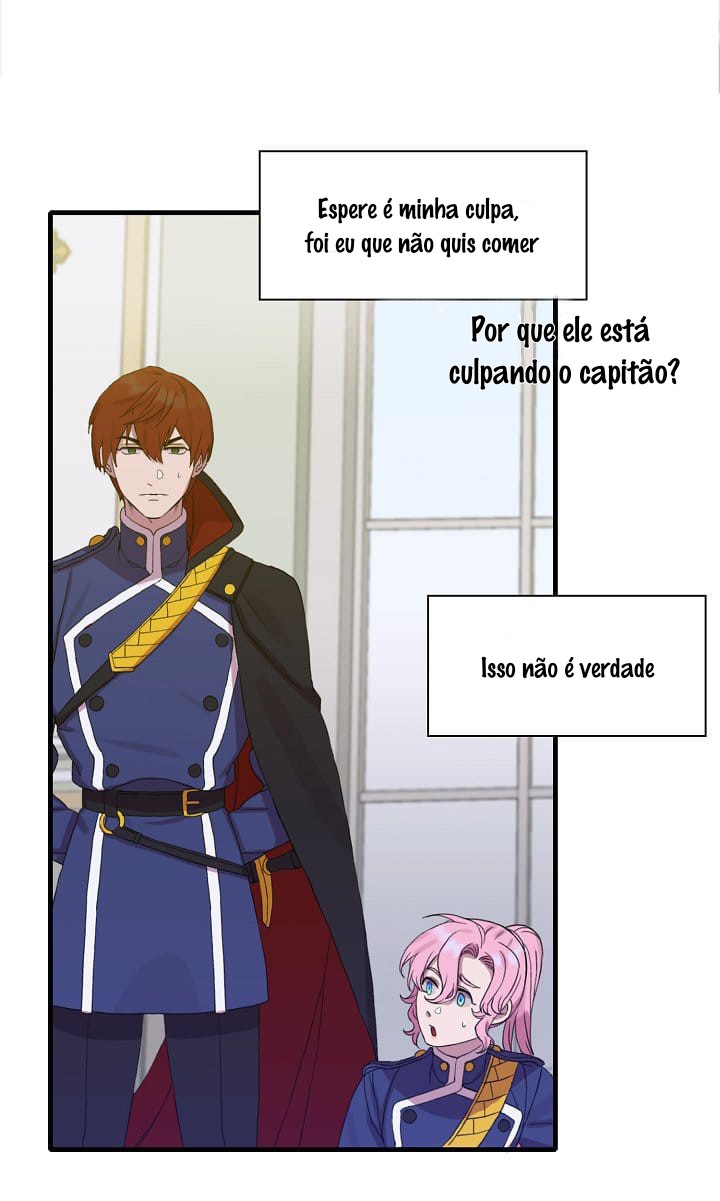 Espere é minha culpa,
foi eu que não quis comer
Por que ele está
culpando o capitão?
Isso não é verdade